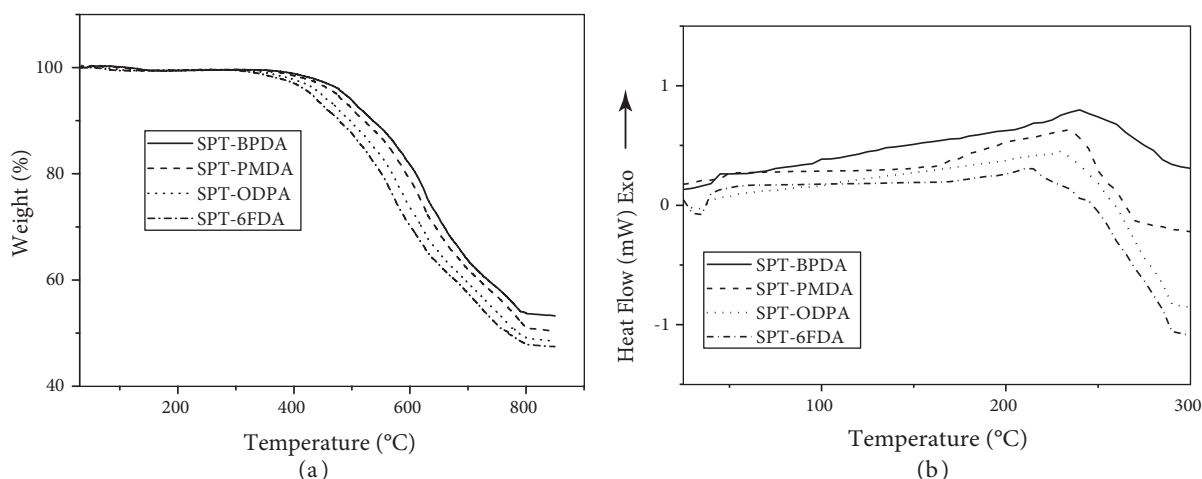 100
80
60
40
Weight (%)
SPT-BPDA
SPT-PMDA
SPT-ODPA
SPT-6FDA
200
400
600
800
Temperature (°C)
(a)
1
0
-1
Heat Flow (mW) Exo
SPT-BPDA
SPT-PMDA
SPT-ODPA
SPT-6FDA
100
200
300
Temperature (°C)
(b)